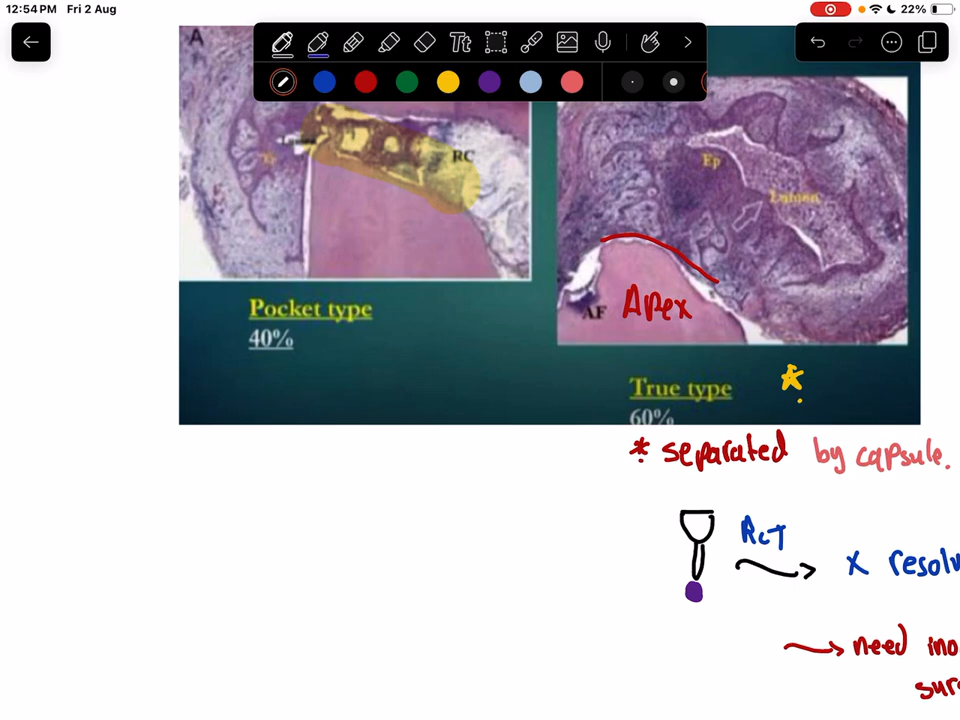 12:54 PM Fri 2 Aug 22%
Tt
A
Ep
RC
Ep
Lumen
AF Apex
Pocket type
40%
True type
60%
* separated by capsule.
RCT
x resolv
need
sur